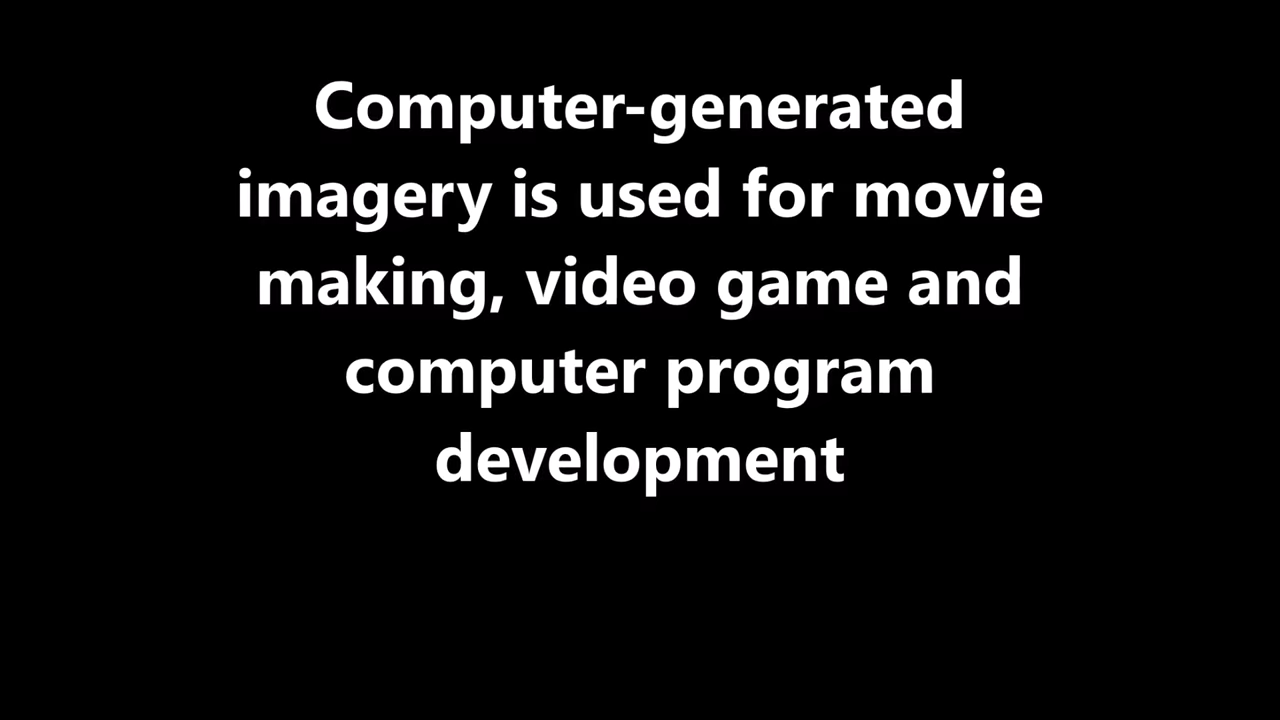 Computer-generated
imagery is used for movie
making, video game and
computer program
development